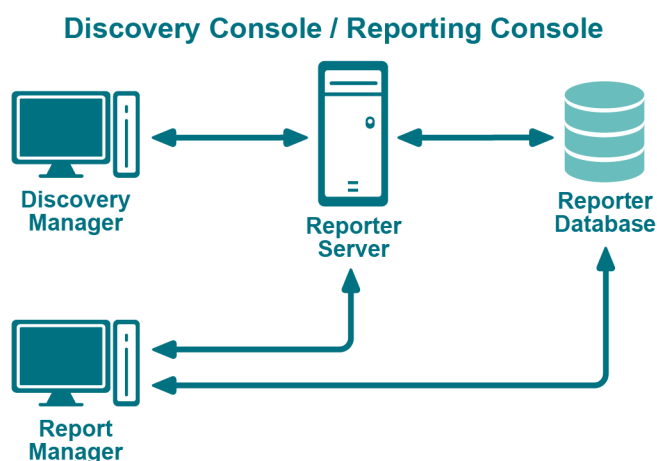 Discovery Console / Reporting Console
Discovery
Manager
Reporter
Server
Reporter
Database
Report
Manager